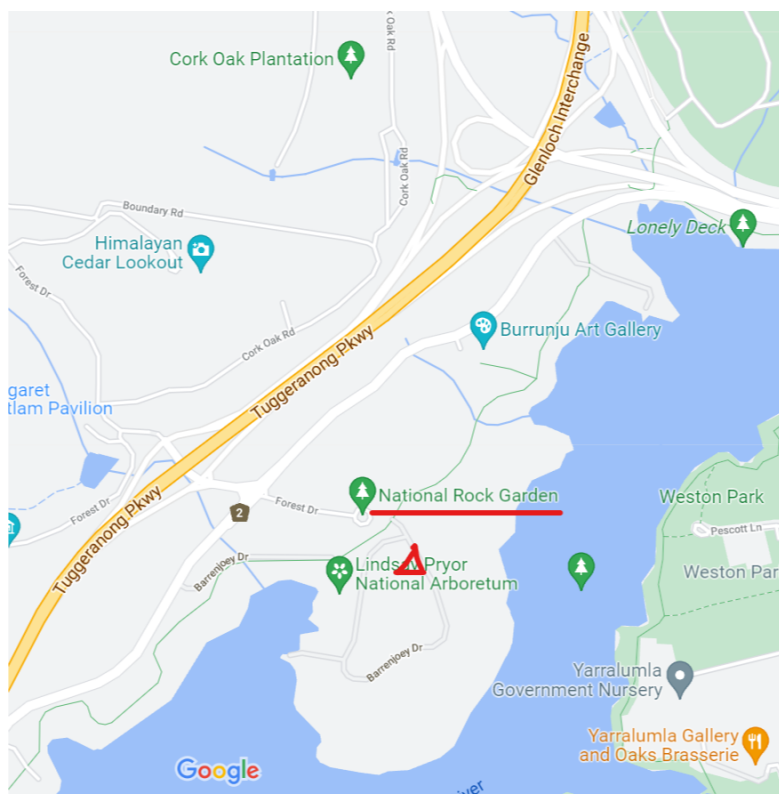 Cork Oak Plantation
Cork Oak Rd
Oak Rd
Glenloch Interchange
Boundary Rd
Lonely Deck
Himalayan
Cedar Lookout
Forest Dr
Burrunju Art Gallery
Cork Oak Rd
Tuggeranong Pkwy
garet
tlam Pavilion
National Rock Garden
Weston Park
Forest Dr
Forest Dr
2
Pescott Ln
Tuggeranong Pkwy
Barrenjoey Dr
Lindsay Pryor
National Arboretum
Weston Par
Barrenjoey Dr
Yarralumla
Government Nursery
Yarralumla Gallery
and Oaks Brasserie
Google